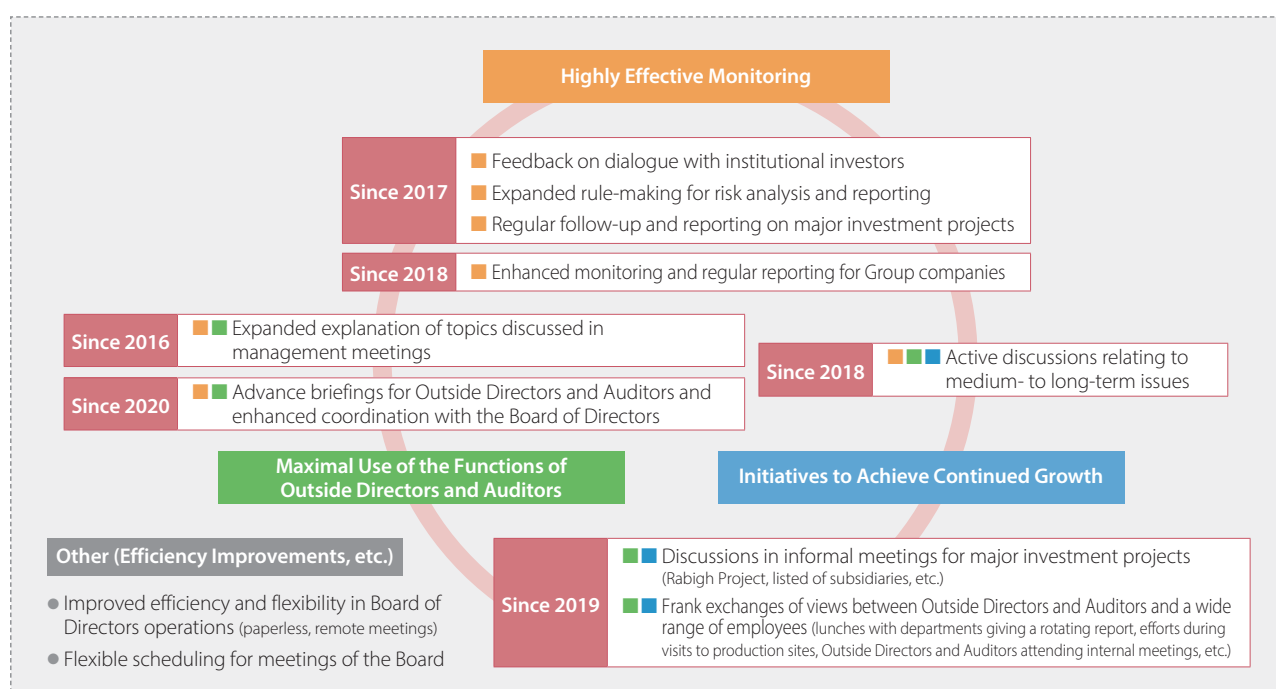 Highly Effective Monitoring
Since 2017
Feedback on dialogue with institutional investors
Expanded rule-making for risk analysis and reporting
Regular follow-up and reporting on major investment projects
Since 2018
Enhanced monitoring and regular reporting for Group companies
Since 2016
Expanded explanation of topics discussed in
management meetings
Since 2020
Advance briefings for Outside Directors and Auditors and
enhanced coordination with the Board of Directors
Since 2018
Active discussions relating to
medium- to long-term issues
Maximal Use of the Functions of
Outside Directors and Auditors
Initiatives to Achieve Continued Growth
Other (Efficiency Improvements, etc.)
● Improved efficiency and flexibility in Board of
Directors operations (paperless, remote meetings)
● Flexible scheduling for meetings of the Board
Since 2019
Discussions in informal meetings for major investment projects
(Rabigh Project, listed of subsidiaries, etc.)
Frank exchanges of views between Outside Directors and Auditors and a wide
range of employees (lunches with departments giving a rotating report, efforts during
visits to production sites, Outside Directors and Auditors attending internal meetings, etc.)